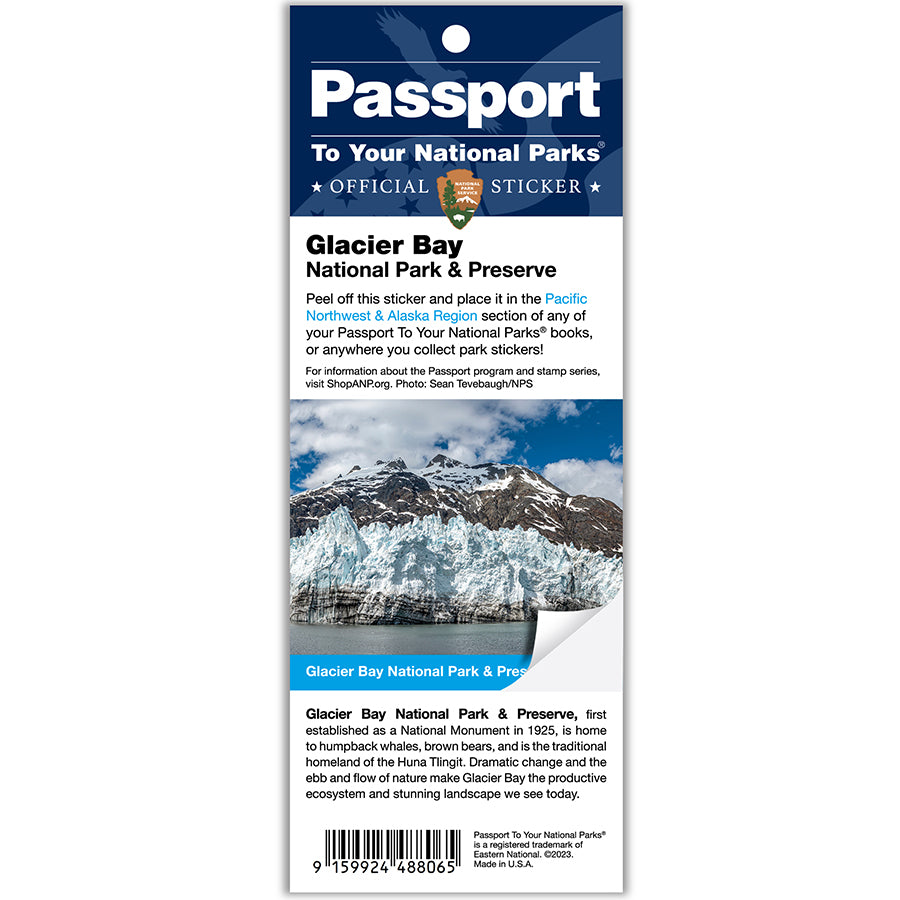 Passport
To Your National Parks®
★ OFFICIAL STICKER ★
NATIONAL
PARK
SERVICE
Glacier Bay
National Park & Preserve
Peel off this sticker and place it in the Pacific
Northwest & Alaska Region section of any of
your Passport To Your National Parks® books,
or anywhere you collect park stickers!
For information about the Passport program and stamp series,
visit ShopANP.org. Photo: Sean Tevebaugh/NPS
Glacier Bay National Park & Pres
Glacier Bay National Park & Preserve, first
established as a National Monument in 1925, is home
to humpback whales, brown bears, and is the traditional
homeland of the Huna Tlingit. Dramatic change and the
ebb and flow of nature make Glacier Bay the productive
ecosystem and stunning landscape we see today.
9 159924 488065
Passport To Your National Parks®
is a registered trademark of
Eastern National. ©2023.
Made in U.S.A.